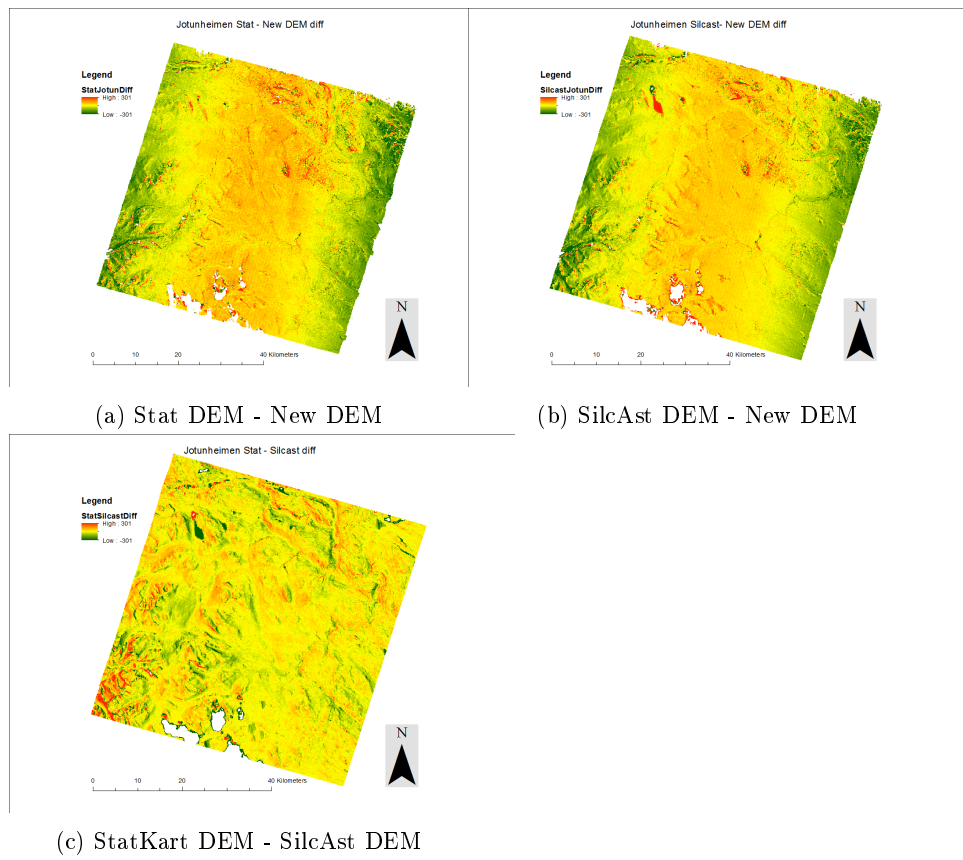 Jotunheimen Stat - New DEM diff
Legend
StatJotunDiff
High : 301
Low : -301
N
0 10 20 40 Kilometers
(a) Stat DEM - New DEM
Jotunheimen Silcast- New DEM diff
Legend
SilcastJotunDiff
High : 301
Low : -301
N
0 10 20 40 Kilometers
(b) SilcAst DEM - New DEM
Jotunheimen Stat - Silcast diff
Legend
StatSilcastDiff
High : 301
Low : -301
N
0 10 20 40 Kilometers
(c) StatKart DEM - SilcAst DEM